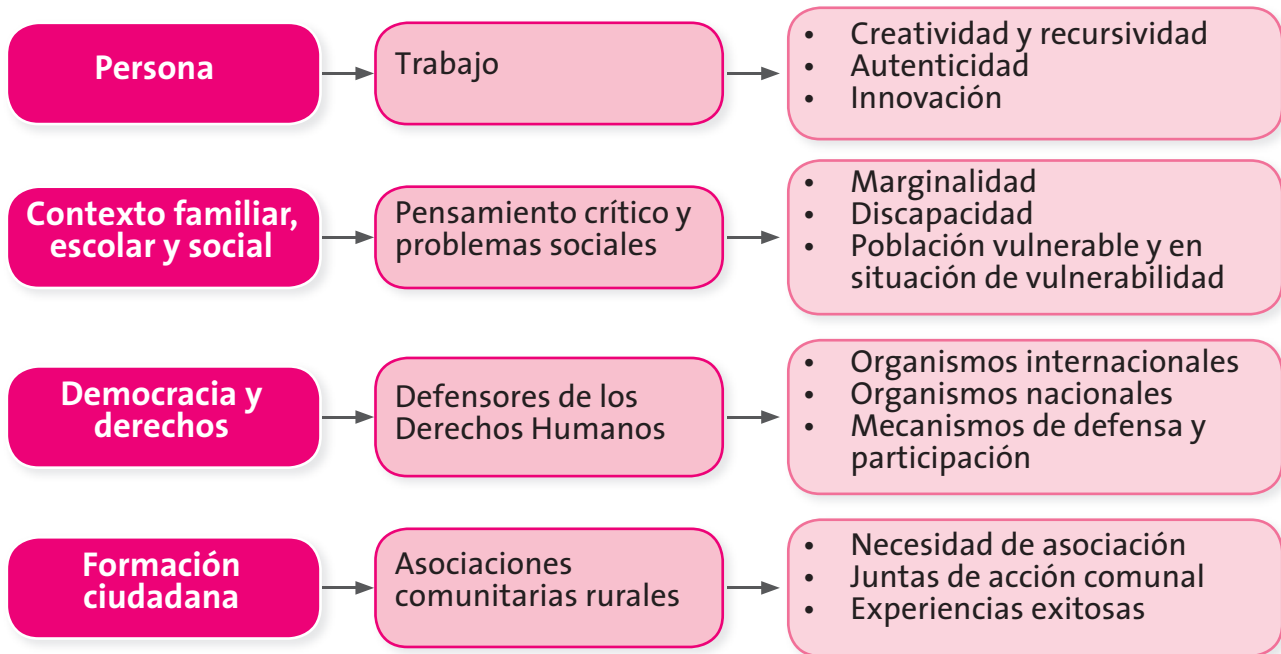 Persona
Trabajo
• Creatividad y recursividad
• Autenticidad
• Innovación
Contexto familiar,
escolar y social
Pensamiento crítico y
problemas sociales
• Marginalidad
• Discapacidad
• Población vulnerable y en
situación de vulnerabilidad
Democracia y
derechos
Defensores de los
Derechos Humanos
• Organismos internacionales
• Organismos nacionales
• Mecanismos de defensa y
participación
Formación
ciudadana
Asociaciones
comunitarias rurales
• Necesidad de asociación
• Juntas de acción comunal
• Experiencias exitosas